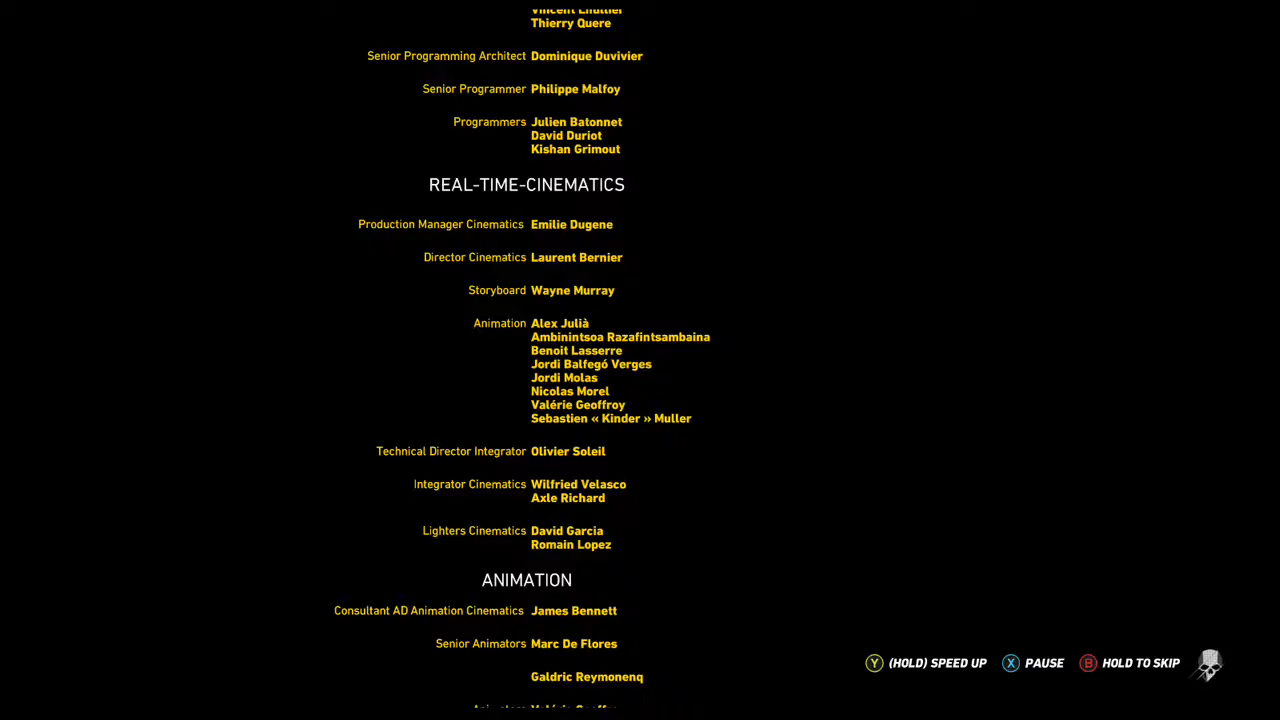 Thierry Quere
Senior Programming Architect Dominique Duvivier
Senior Programmer Philippe Malfoy
Programmers Julien Batonnet
David Duriot
Kishan Grimout
REAL-TIME-CINEMATICS
Production Manager Cinematics Emilie Dugene
Director Cinematics Laurent Bernier
Storyboard Wayne Murray
Animation Alex Julià
Ambinintsoa Razafintsambaina
Benoit Lasserre
Jordi Balfegó Verges
Jordi Molas
Nicolas Morel
Valérie Geoffroy
Sebastien « Kinder » Muller
Technical Director Integrator Olivier Soleil
Integrator Cinematics Wilfried Velasco
Axle Richard
Lighters Cinematics David Garcia
Romain Lopez
ANIMATION
Consultant AD Animation Cinematics James Bennett
Senior Animators Marc De Flores
Galdric Reymonenq
Y (HOLD) SPEED UP X PAUSE B HOLD TO SKIP